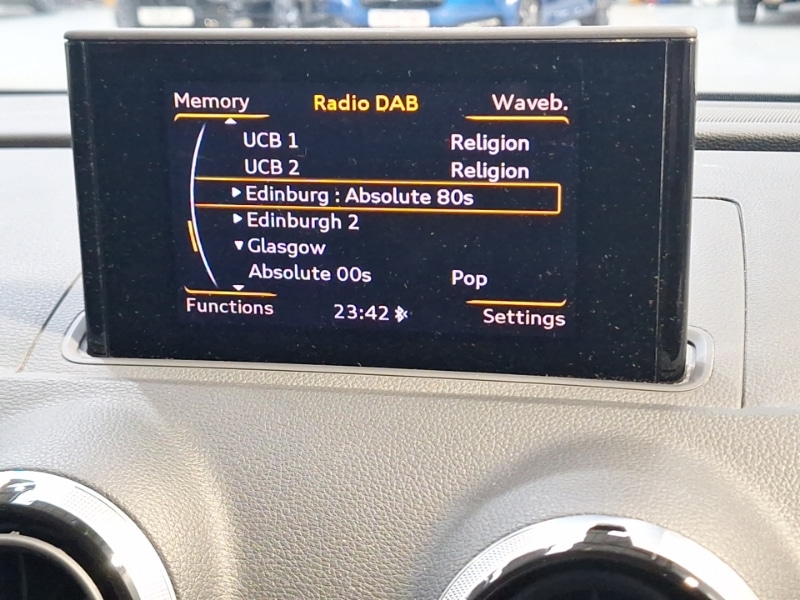 Memory Radio DAB Waveb.
UCB 1 Religion
UCB 2 Religion
Edinburg : Absolute 80s
Edinburgh 2
Glasgow
Absolute 00s Pop
Functions 23:42 Settings